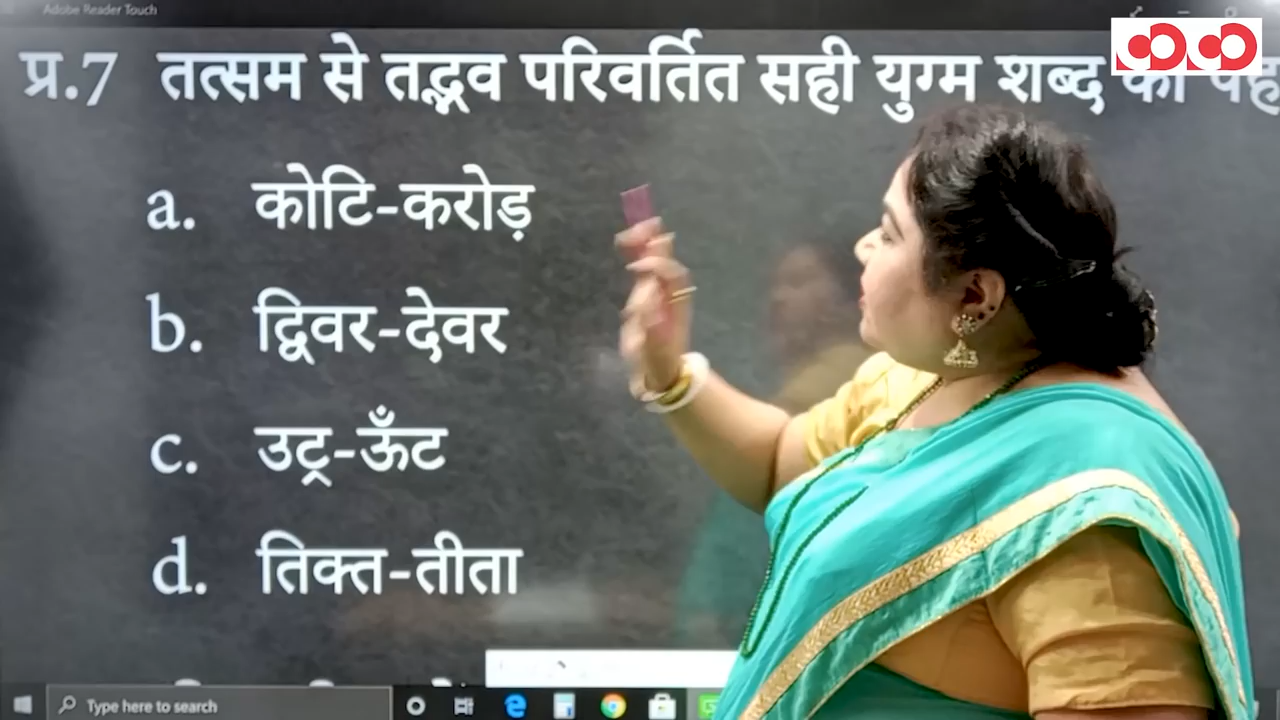 Adobe Reader Touch
प्र.7 तत्सम से तद्भव परिवर्तित सही युग्म शब्द की
a. कोटि-करोड़
b. द्विवर-देवर
c. उट्र-ऊँट
d. तिक्त-तीता
Type here to search